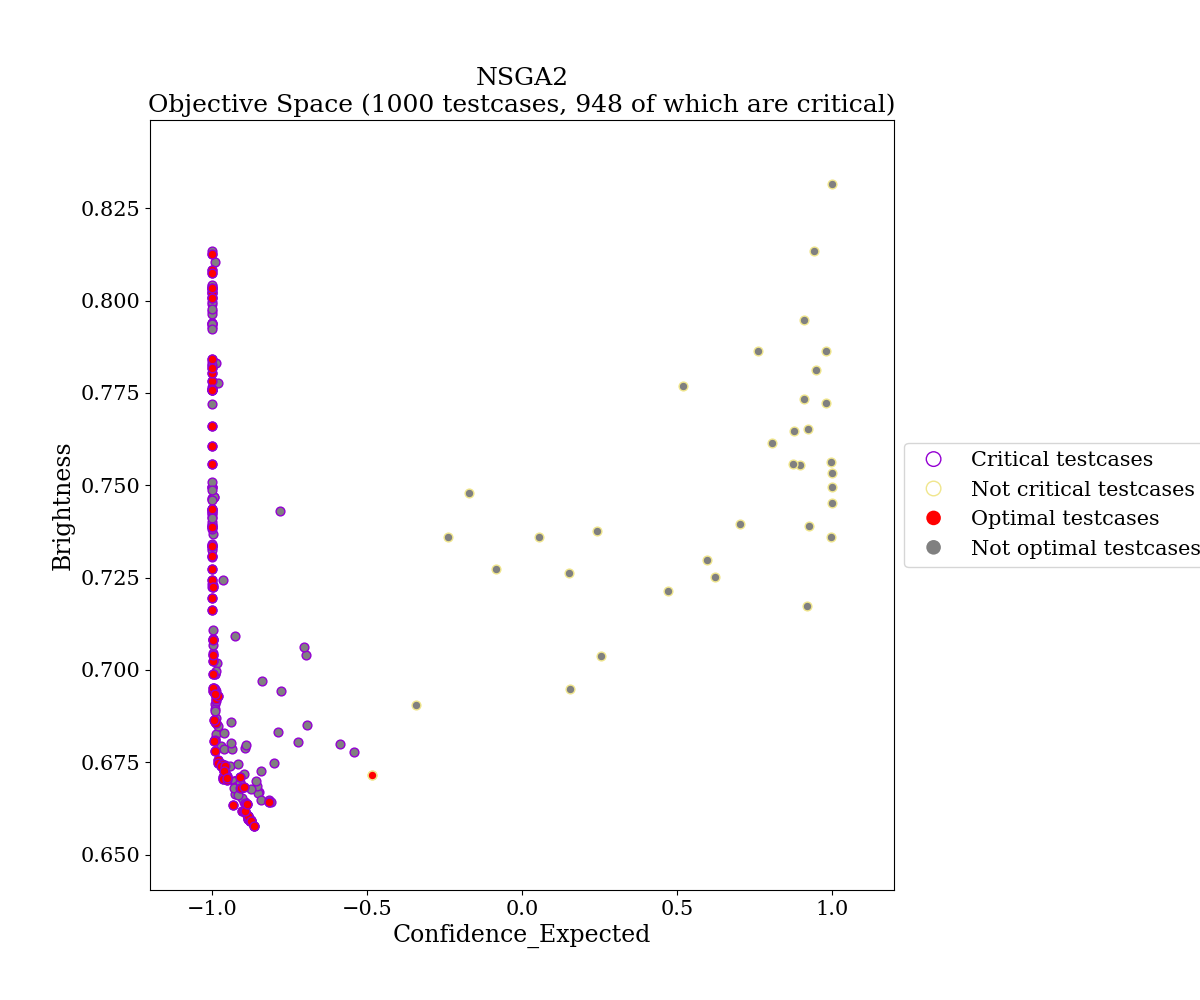 NSGA2
Objective Space (1000 testcases, 948 of which are critical)
0.825
0.800
0.775
0.750
0.725
0.700
0.675
0.650
Brightness
−1.0
−0.5
0.0
0.5
1.0
Confidence_Expected
Critical testcases
Not critical testcases
Optimal testcases
Not optimal testcases